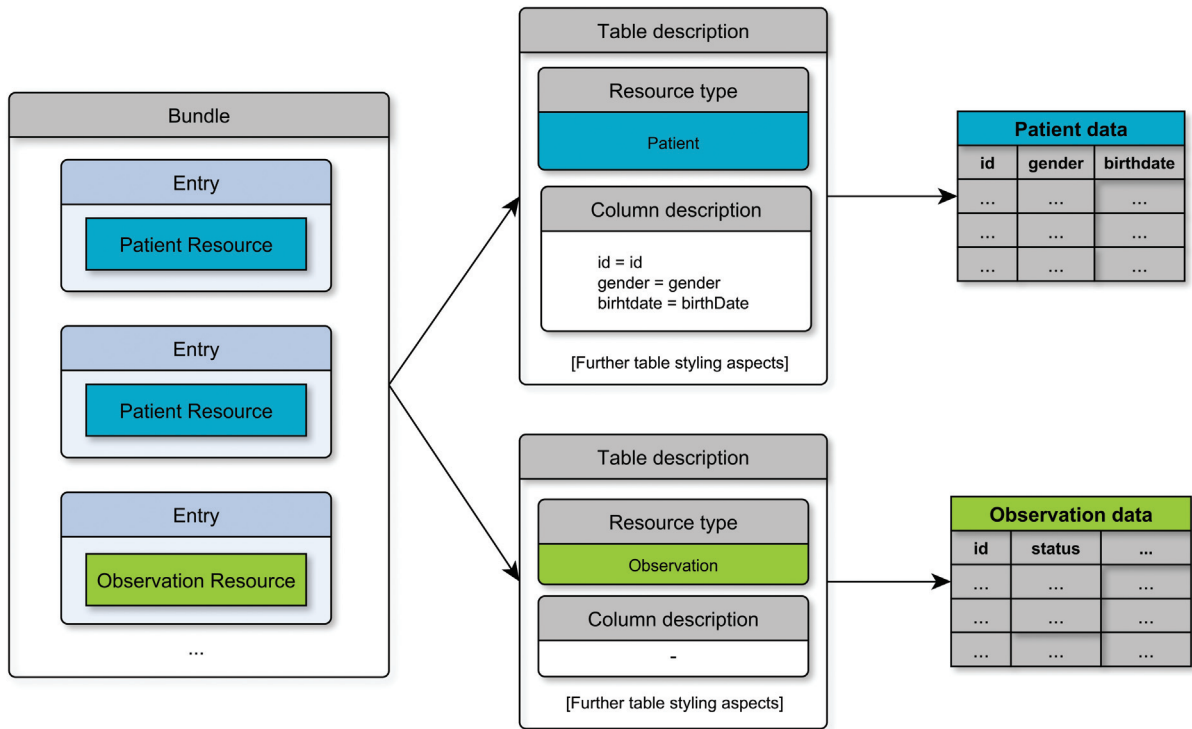 Bundle
Entry
Patient Resource
Entry
Patient Resource
Entry
Observation Resource
...
Table description
Resource type
Patient
Column description
id = id
gender = gender
birhtdate = birthDate
[Further table styling aspects]
Table description
Resource type
Observation
Column description
-
[Further table styling aspects]
Patient data
id gender birthdate
... ... ...
... ... ...
... ... ...
Observation data
id status ...
... ... ...
... ... ...
... ... ...